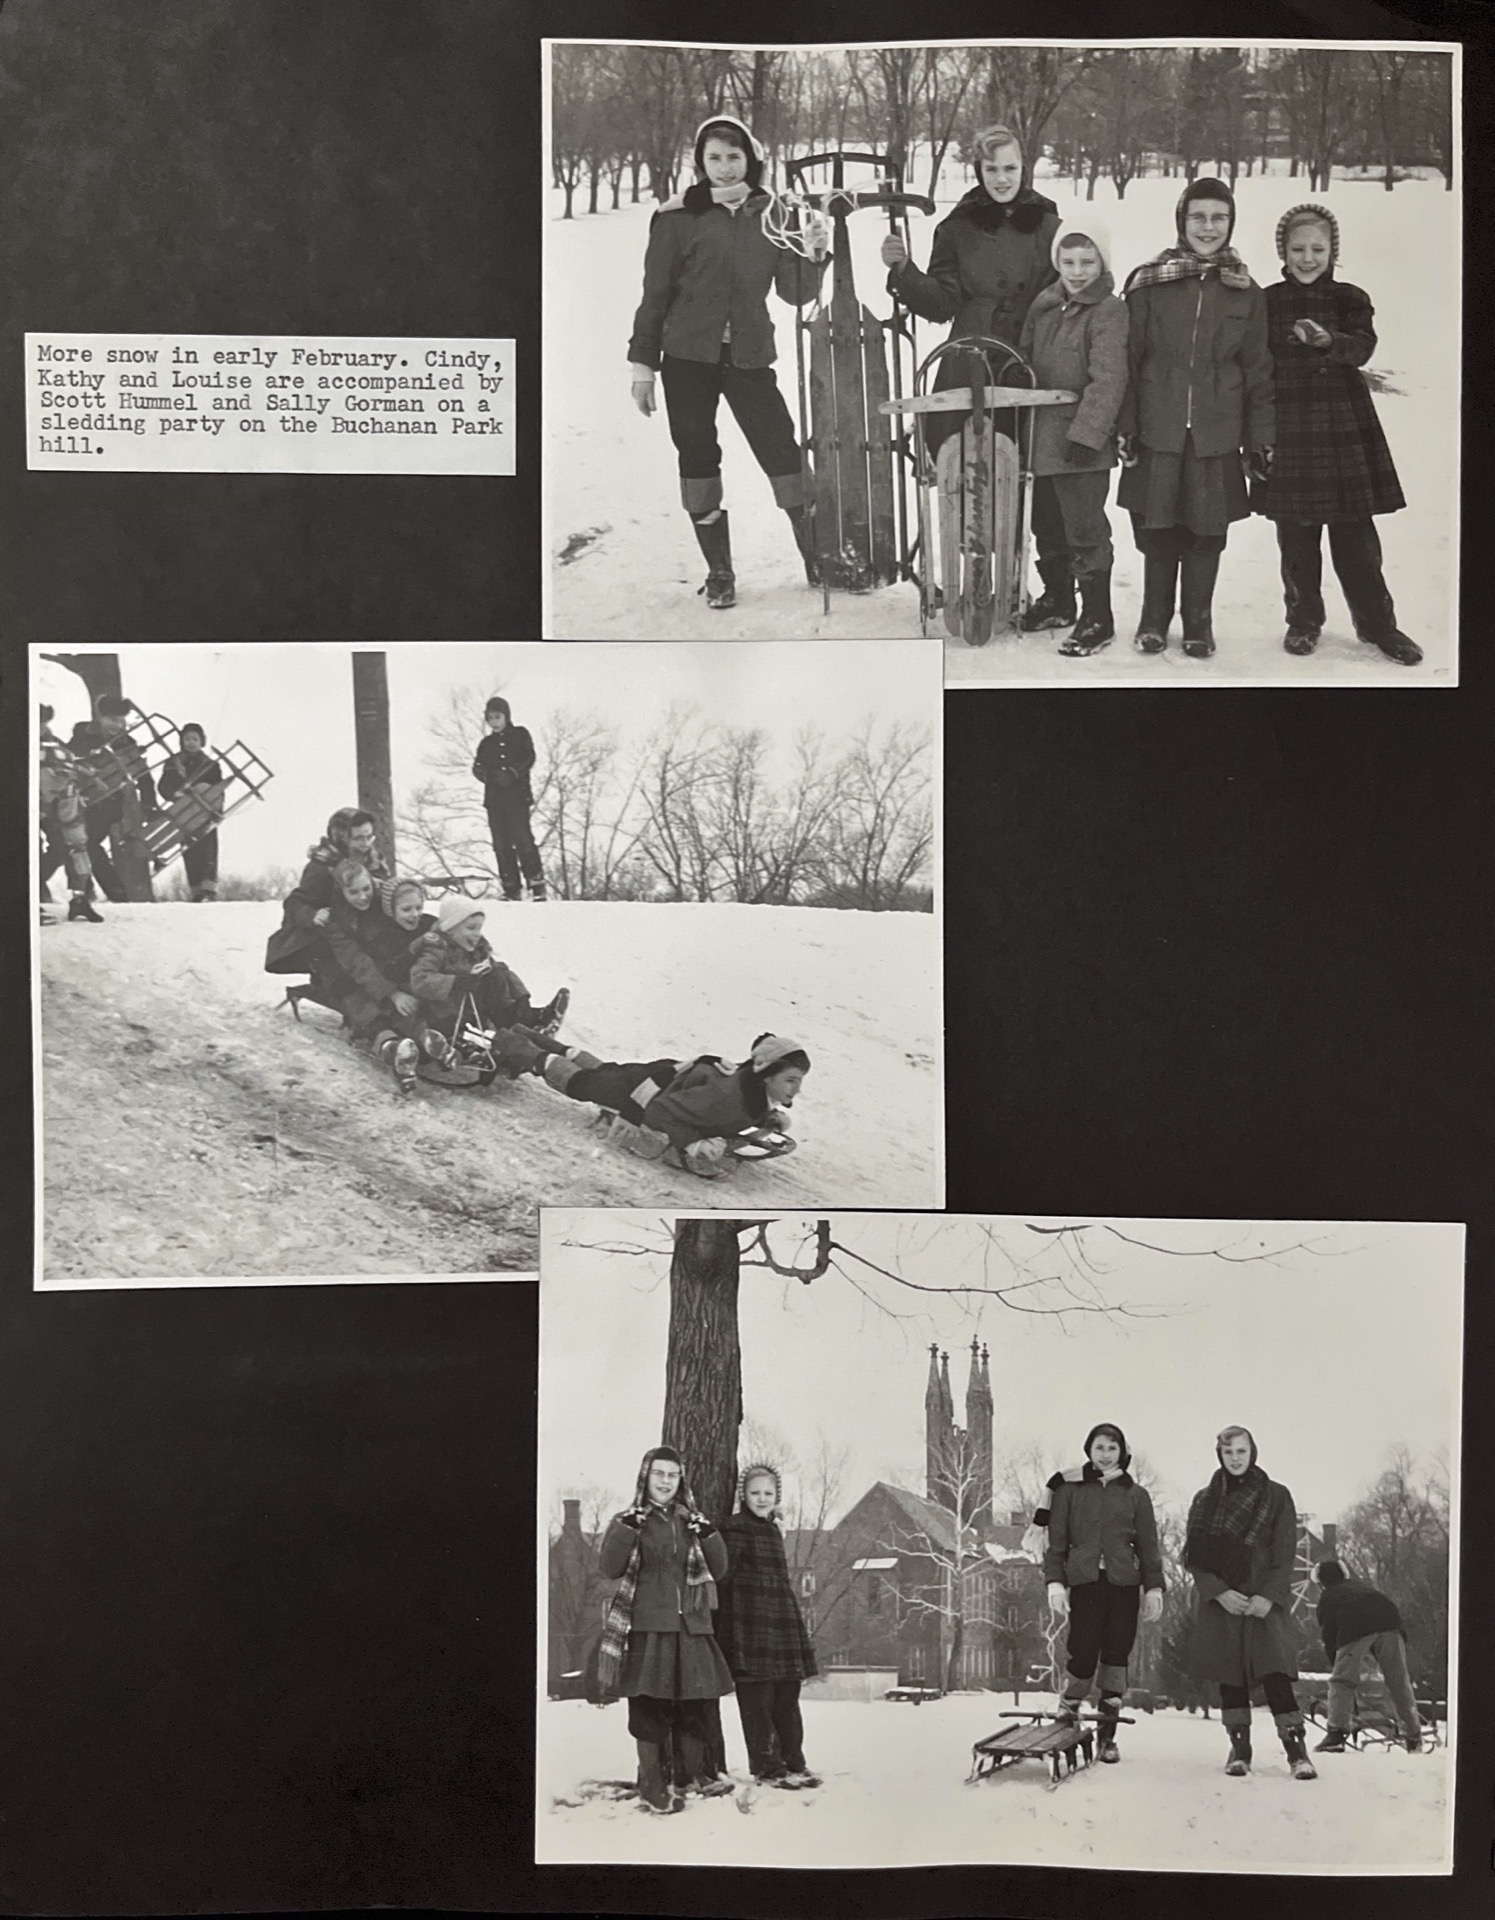 More snow in early February. Cindy,
Kathy and Louise are accompanied by
Scott Hummel and Sally Gorman on a
sledding party on the Buchanan Park
hill.